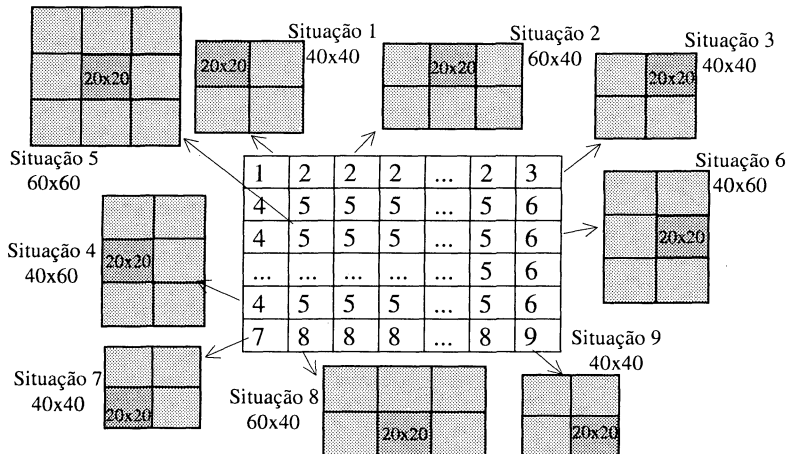 20x20
Situação 1
40x40
20x20
Situação 2
60x40
20x20
Situação 3
40x40
20x20
Situação 5
60x60
1 2 2 2 ... 2 3
4 5 5 5 ... 5 6
4 5 5 5 ... 5 6
... ... ... ... 5 6
4 5 5 5 ... 5 6
7 8 8 8 ... 8 9
Situação 6
40x60
20x20
Situação 4
40x60
20x20
Situação 7
40x40
20x20
Situação 8
60x40
20x20
Situação 9
40x40
20x20